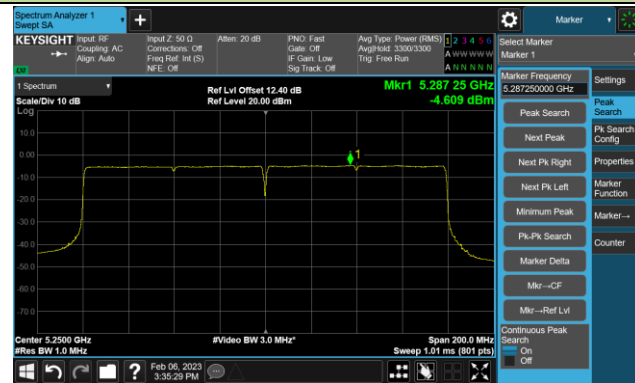 Spectrum Analyzer 1
Swept SA
Marker
KEYSIGHT
Input: RF
Coupling: AC
Align: Auto
Input Z: 50 Ω
Corrections: Off
Freq Ref: Int (S)
NFE: Off
Atten: 20 dB
PNO: Fast
Gate: Off
IF Gain: Low
Sig Track: Off
Avg Type: Power (RMS)
Avg|Hold: 3300/3300
Trig: Free Run
1 2 3 4 5 6
A W W W W W
A N N N N N
Select Marker
Marker 1
LXI
1 Spectrum
Scale/Div 10 dB
Log
Ref Lvl Offset 12.40 dB
Ref Level 20.00 dBm
Mkr1 5.287 25 GHz
-4.609 dBm
10.0
0.00
-10.0
-20.0
-30.0
-40.0
-50.0
-60.0
-70.0
1
Center 5.2500 GHz
#Res BW 1.0 MHz
#Video BW 3.0 MHz*
Span 200.0 MHz
Sweep 1.01 ms (801 pts)
Marker Frequency
5.287250000 GHz
Peak Search
Next Peak
Next Pk Right
Next Pk Left
Minimum Peak
Pk-Pk Search
Marker Delta
Mkr→CF
Mkr→Ref Lvl
Continuous Peak
Search
On
Off
Settings
Peak
Search
Pk Search
Config
Properties
Marker
Function
Marker→
Counter
Feb 06, 2023
3:35:29 PM